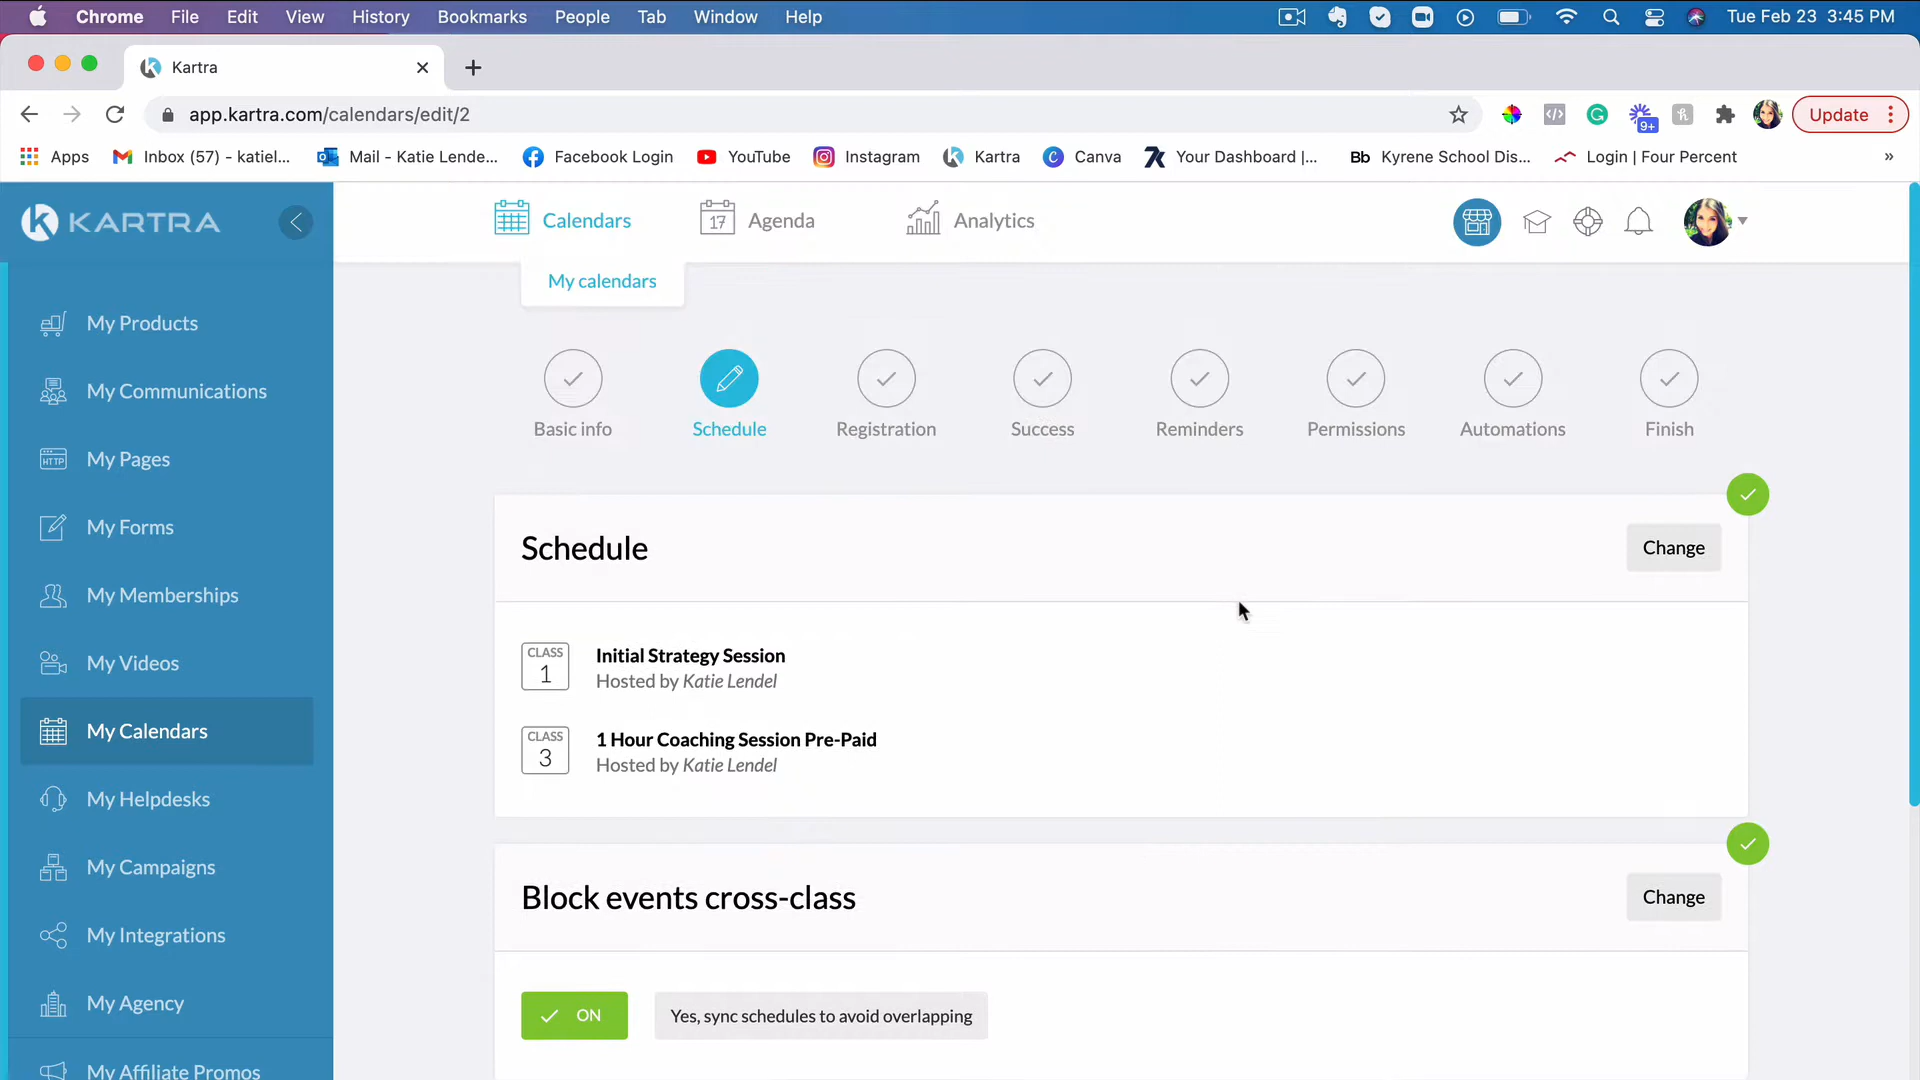 Chrome File Edit View History Bookmarks People Tab Window Help Tue Feb 23 3:45 PM
Kartra
app.kartra.com/calendars/edit/2
9+
Update
Apps Inbox (57) - katiel... Mail - Katie Lende... Facebook Login YouTube Instagram Kartra Canva Your Dashboard |... Bb Kyrene School Dis... Login | Four Percent »
KARTRA
Calendars 17 Agenda Analytics
My calendars
My Products
My Communications
HTTP My Pages
My Forms
My Memberships
My Videos
My Calendars
My Helpdesks
My Campaigns
My Integrations
My Agency
My Affiliate Promos
Basic info Schedule Registration Success Reminders Permissions Automations Finish
Schedule Change
CLASS 1
Initial Strategy Session
Hosted by Katie Lendel
CLASS 3
1 Hour Coaching Session Pre-Paid
Hosted by Katie Lendel
Block events cross-class Change
ON Yes, sync schedules to avoid overlapping